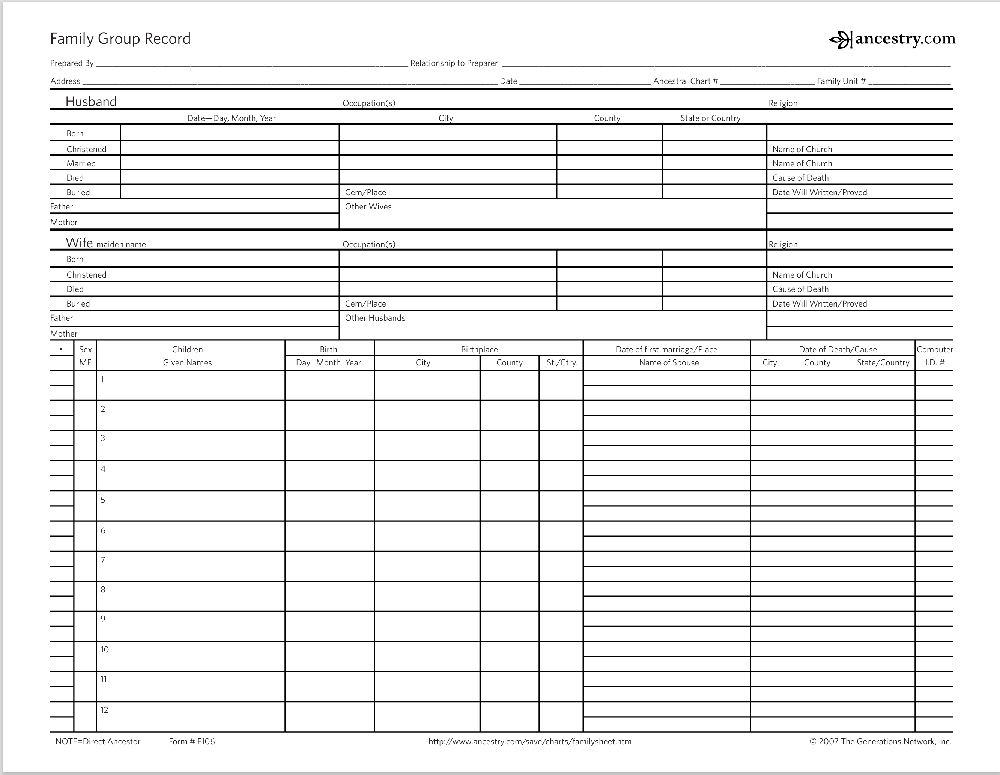 Family Group Record
ancestry.com
Prepared By Relationship to Preparer
Address Date Ancestral Chart # Family Unit #
Husband Occupation(s) Religion
Date—Day, Month, Year City County State or Country
Born
Christened Name of Church
Married Name of Church
Died Cause of Death
Buried Cem/Place Date Will Written/Proved
Father Other Wives
Mother
Wife maiden name Occupation(s) Religion
Born
Christened Name of Church
Died Cause of Death
Buried Cem/Place Date Will Written/Proved
Father Other Husbands
Mother
• Sex Children Birth Birthplace Date of first marriage/Place Date of Death/Cause Computer
MF Given Names Day Month Year City County St./Ctry. Name of Spouse City County State/Country I.D. #
1
2
3
4
5
6
7
8
9
10
11
12
NOTE=Direct Ancestor Form # F106 http://www.ancestry.com/save/charts/familysheet.htm © 2007 The Generations Network, Inc.